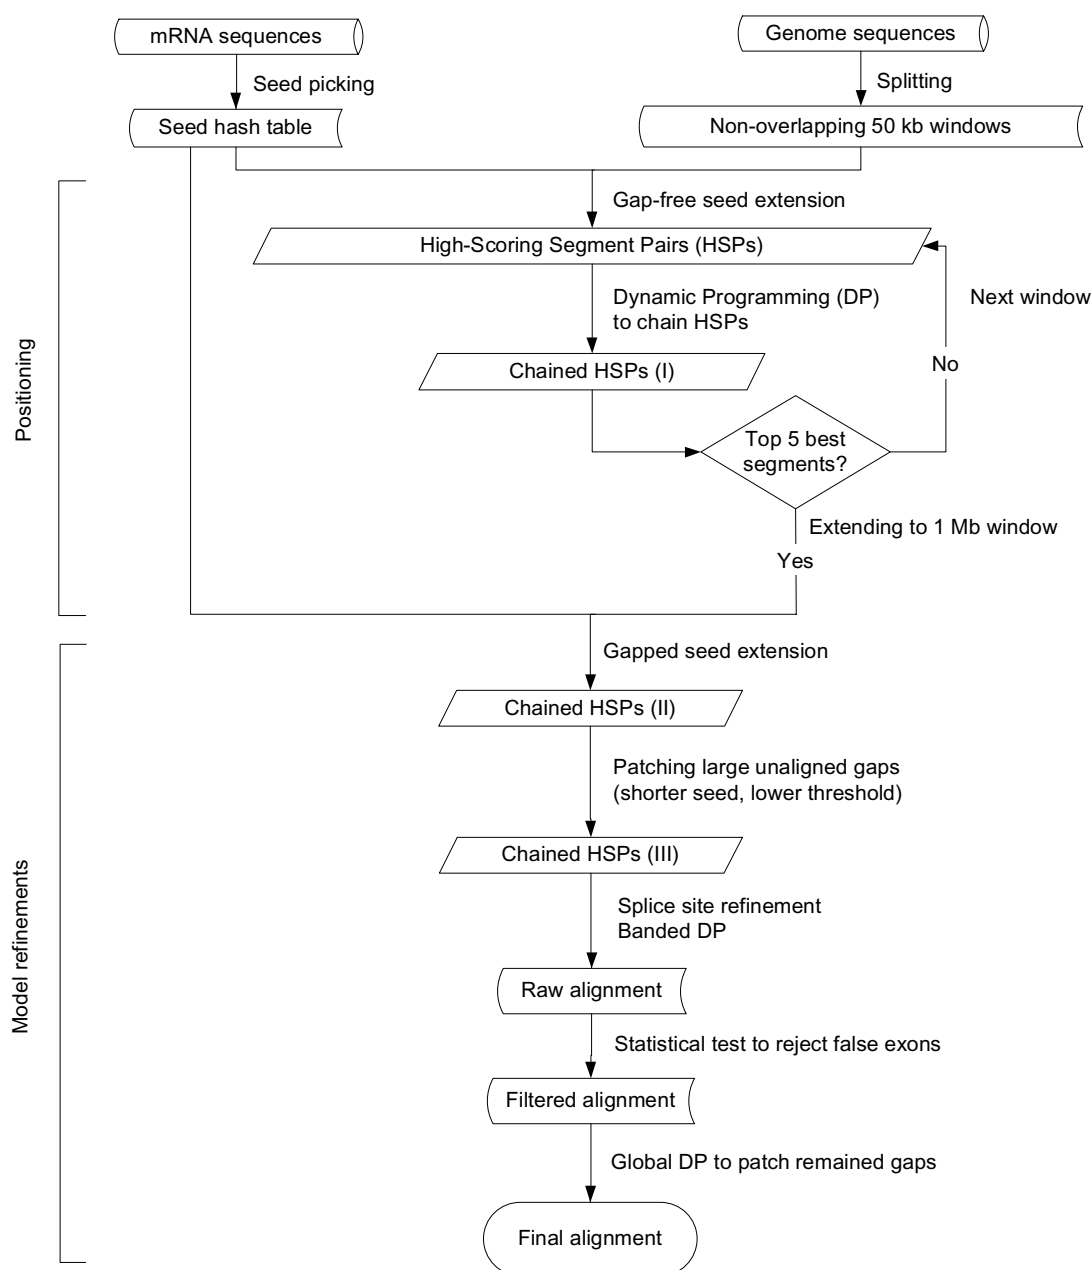 mRNA sequences
Genome sequences
Seed picking
Splitting
Seed hash table
Non-overlapping 50 kb windows
Gap-free seed extension
High-Scoring Segment Pairs (HSPs)
Dynamic Programming (DP)
to chain HSPs
Next window
Chained HSPs (I)
No
Positioning
Top 5 best
segments?
Extending to 1 Mb window
Yes
Gapped seed extension
Chained HSPs (II)
Patching large unaligned gaps
(shorter seed, lower threshold)
Chained HSPs (III)
Splice site refinement
Banded DP
Model refinements
Raw alignment
Statistical test to reject false exons
Filtered alignment
Global DP to patch remained gaps
Final alignment